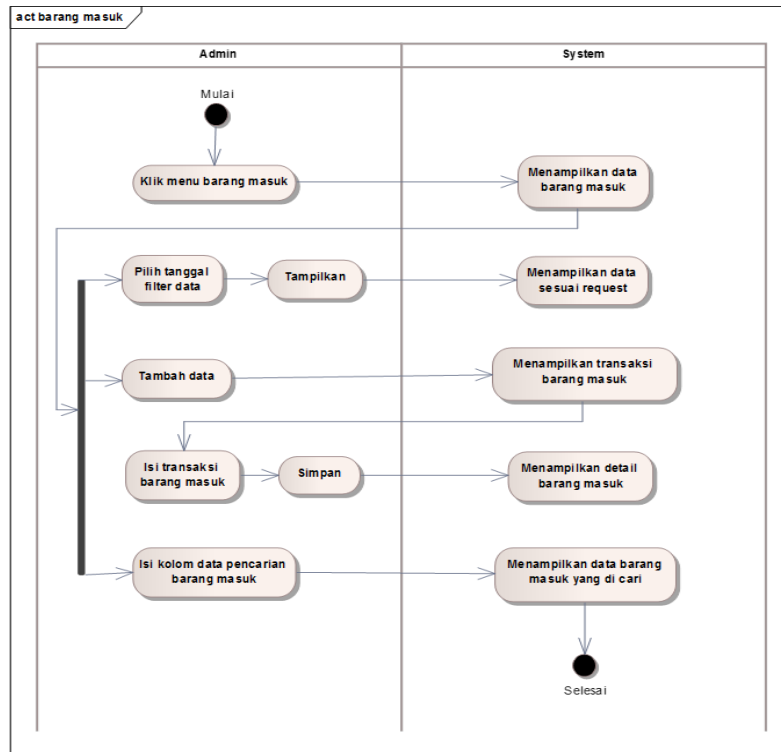 act barang masuk
Admin
System
Mulai
Klik menu barang masuk
Menampilkan data
barang masuk
Pilih tanggal
filter data
Tampilkan
Menampilkan data
sesuai request
Tambah data
Menampilkan transaksi
barang masuk
Isi transaksi
barang masuk
Simpan
Menampilkan detail
barang masuk
Isi kolom data pencarian
barang masuk
Menampilkan data barang
masuk yang di cari
Selesai